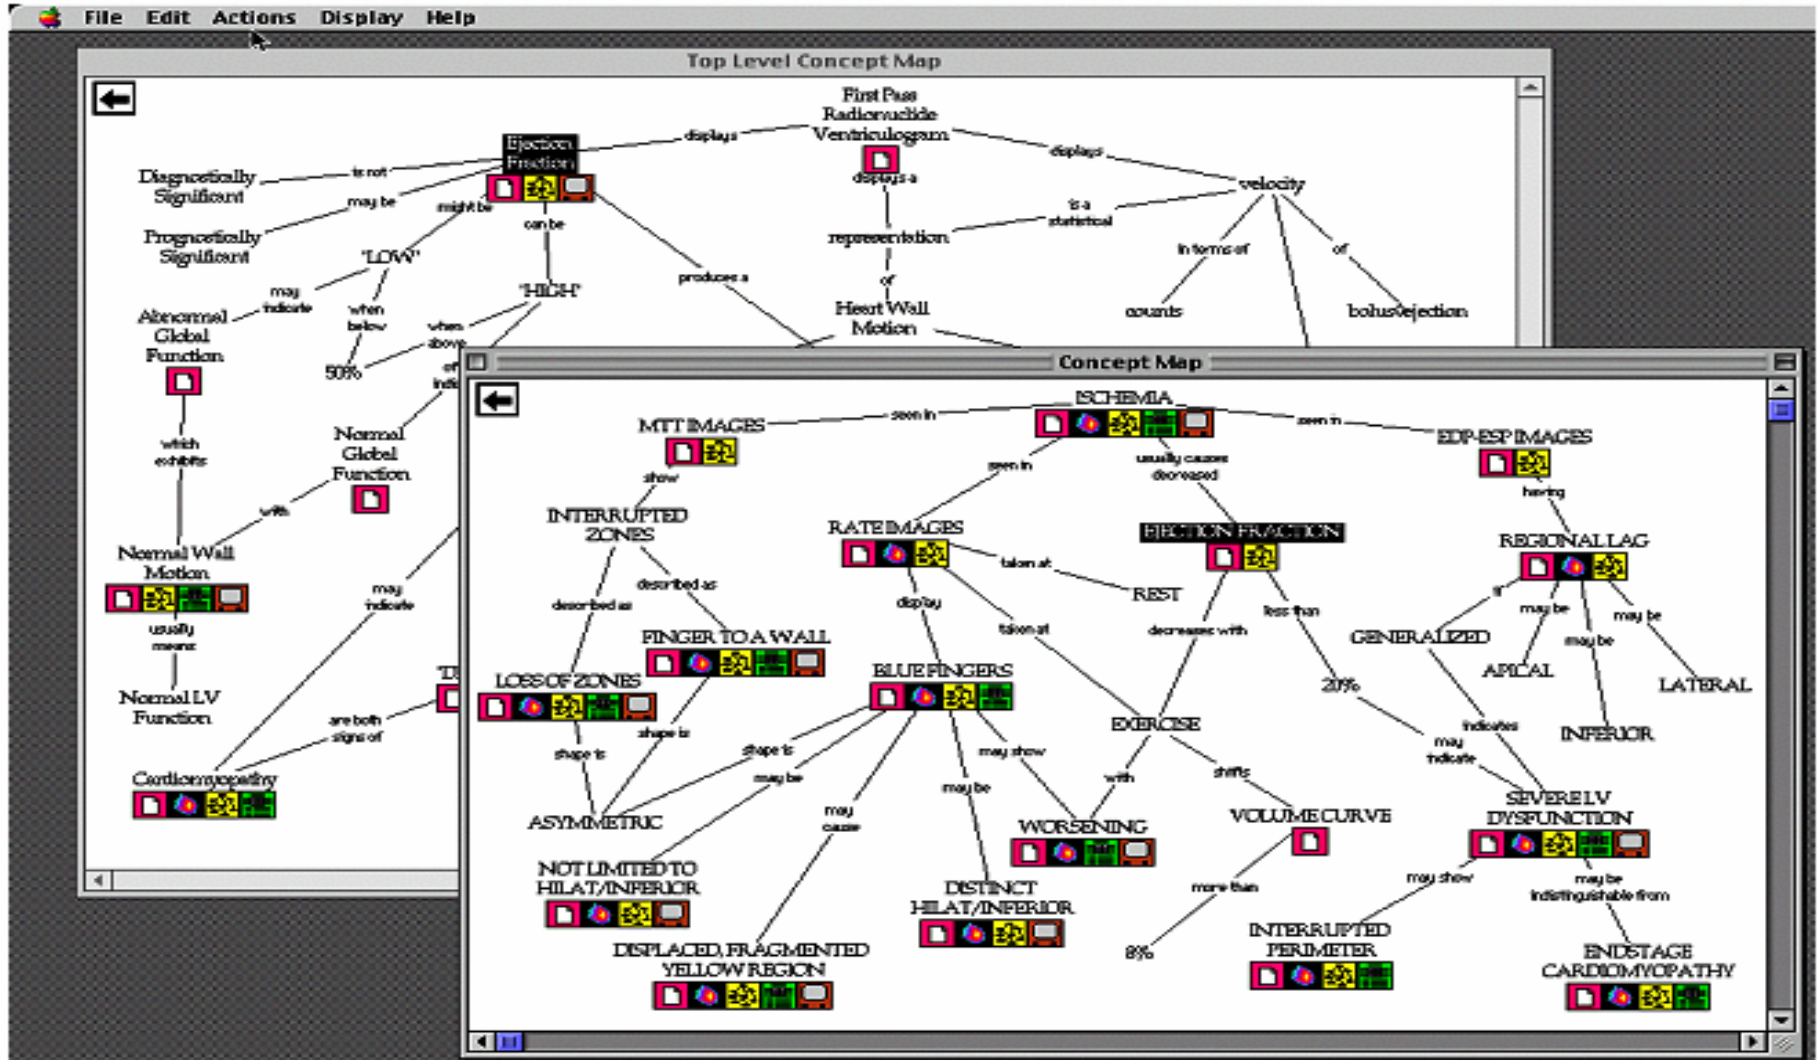 File Edit Actions Display Help
Top Level Concept Map
First Pass
Radionuclide
Ventriculogram
displays
displays
displays a
Ejection
Fraction
is not
Diagnostically
Significant
may be
Prognostically
Significant
might be
can be
"LOW"
"HIGH"
produces a
velocity
is a
statistical
representation
of
Heart Wall
Motion
in terms of
of
counts
bolus ejection
may
indicate
when
below
when
above
50%
Abnormal
Global
Function
which
exhibits
Normal
Global
Function
with
Normal Wall
Motion
usually
means
Normal LV
Function
may
indicate
are both
signs of
Cardiomyopathy
Concept Map
ISCHEMIA
seen in
seen in
seen in
usually causes
decreased
MTT IMAGES
show
INTERRUPTED
ZONES
described as
described as
FINGER TO A WALL
LOSS OF ZONES
shape is
shape is
ASYMMETRIC
RATE IMAGES
taken at
REST
display
taken at
BLUE FINGERS
shape is
may be
may
cause
may be
may show
NOT LIMITED TO
HILAT/INFERIOR
DISPLACED, FRAGMENTED
YELLOW REGION
DISTINCT
HILAT/INFERIOR
EJECTION FRACTION
decreases with
less than
20%
EXERCISE
with
shifts
WORSENING
VOLUME CURVE
more than
8%
EDP-ESP IMAGES
having
REGIONAL LAG
if
may be
may be
may be
GENERALIZED
APICAL
INFERIOR
LATERAL
indicates
may
indicate
SEVERE LV
DYSFUNCTION
may show
may be
indistinguishable from
INTERRUPTED
PERIMETER
ENDSTAGE
CARDIOMYOPATHY